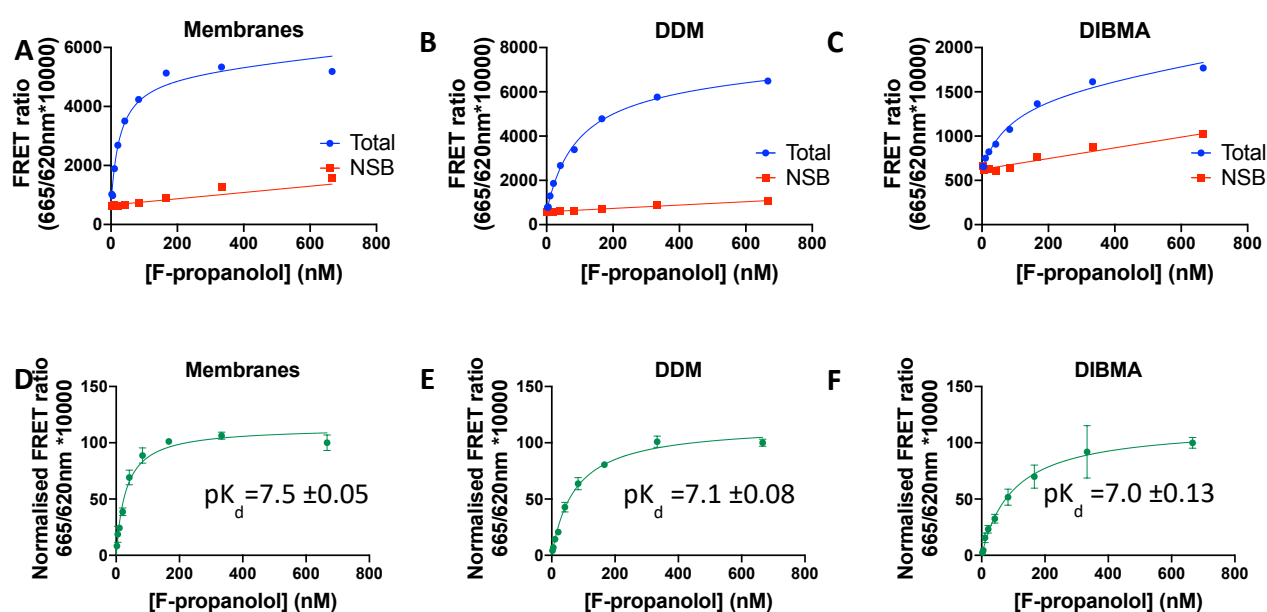 A
Membranes
FRET ratio
(665/620nm*10000)
6000
4000
2000
0
Total
NSB
0 200 400 600 800
[F-propanolol] (nM)
B
DDM
FRET ratio
(665/620nm*10000)
8000
6000
4000
2000
0
Total
NSB
0 200 400 600 800
[F-propanolol] (nM)
C
DIBMA
FRET ratio
(665/620nm*10000)
2000
1500
1000
500
0
Total
NSB
0 200 400 600 800
[F-propanolol] (nM)
D
Membranes
Normalised FRET ratio
665/620nm *10000
150
100
50
0
pKd=7.5 ±0.05
0 200 400 600 800
[F-propanolol] (nM)
E
DDM
Normalised FRET ratio
665/620nm *10000
150
100
50
0
pKd=7.1 ±0.08
0 200 400 600 800
[F-propanolol] (nM)
F
DIBMA
Normalised FRET ratio
665/620nm *10000
150
100
50
0
pKd=7.0 ±0.13
0 200 400 600 800
[F-propanolol] (nM)